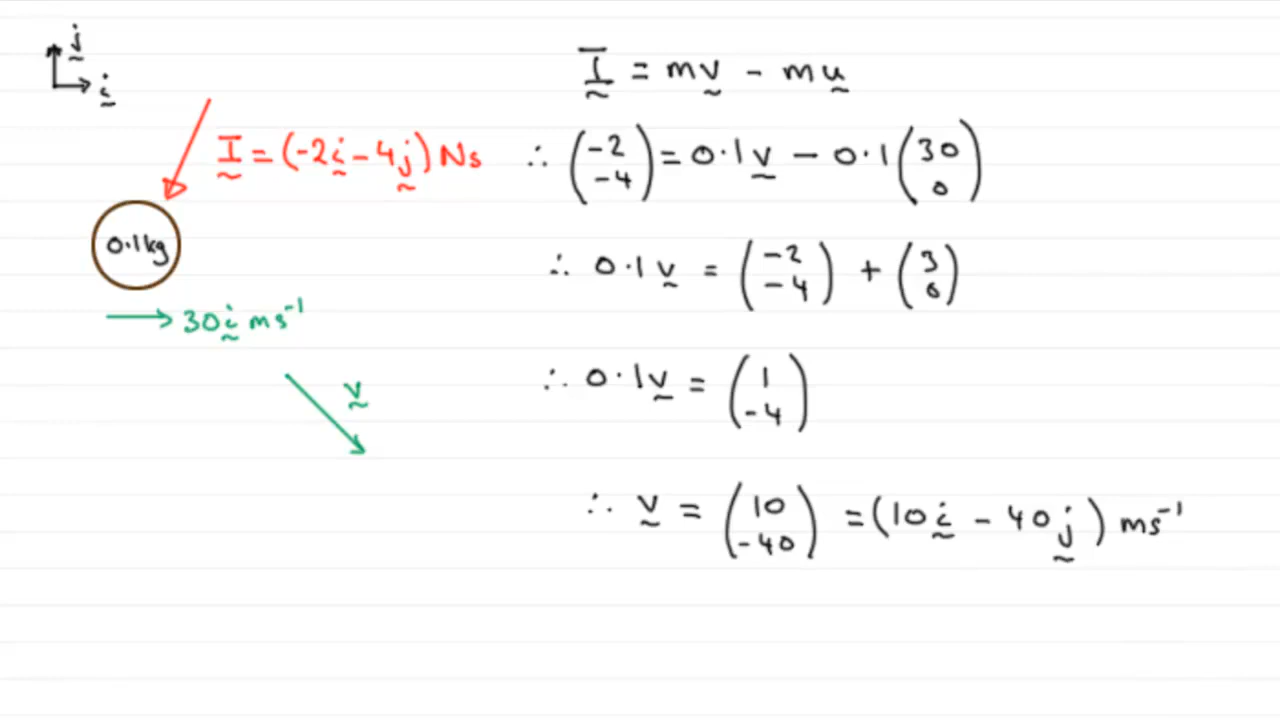 j
i
I = (-2i - 4j) Ns
0·1kg
30i ms⁻¹
v
I = mv - mu
∴ (-2 -4) = 0·1v - 0·1(30 0)
∴ 0·1v = (-2 -4) + (3 0)
∴ 0·1v = (1 -4)
∴ v = (10 -40) = (10i - 40j) ms⁻¹